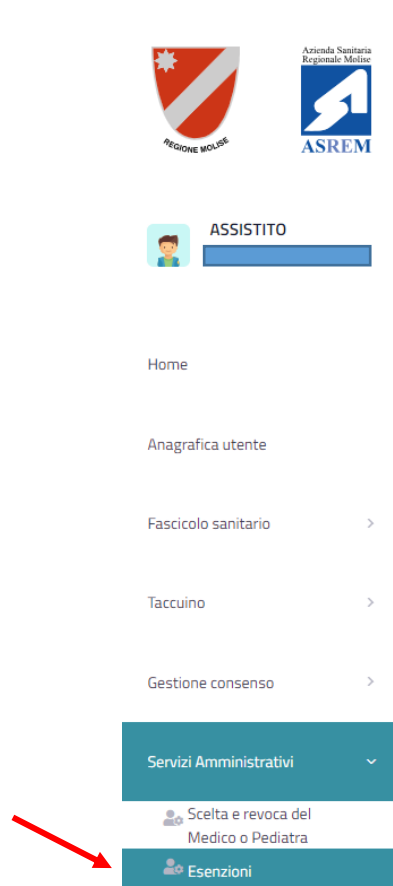 Azienda Sanitaria
Regionale Molise
REGIONE MOLISE
ASREM
ASSISTITO
Home
Anagrafica utente
Fascicolo sanitario
Taccuino
Gestione consenso
Servizi Amministrativi
Scelta e revoca del
Medico o Pediatra
Esenzioni